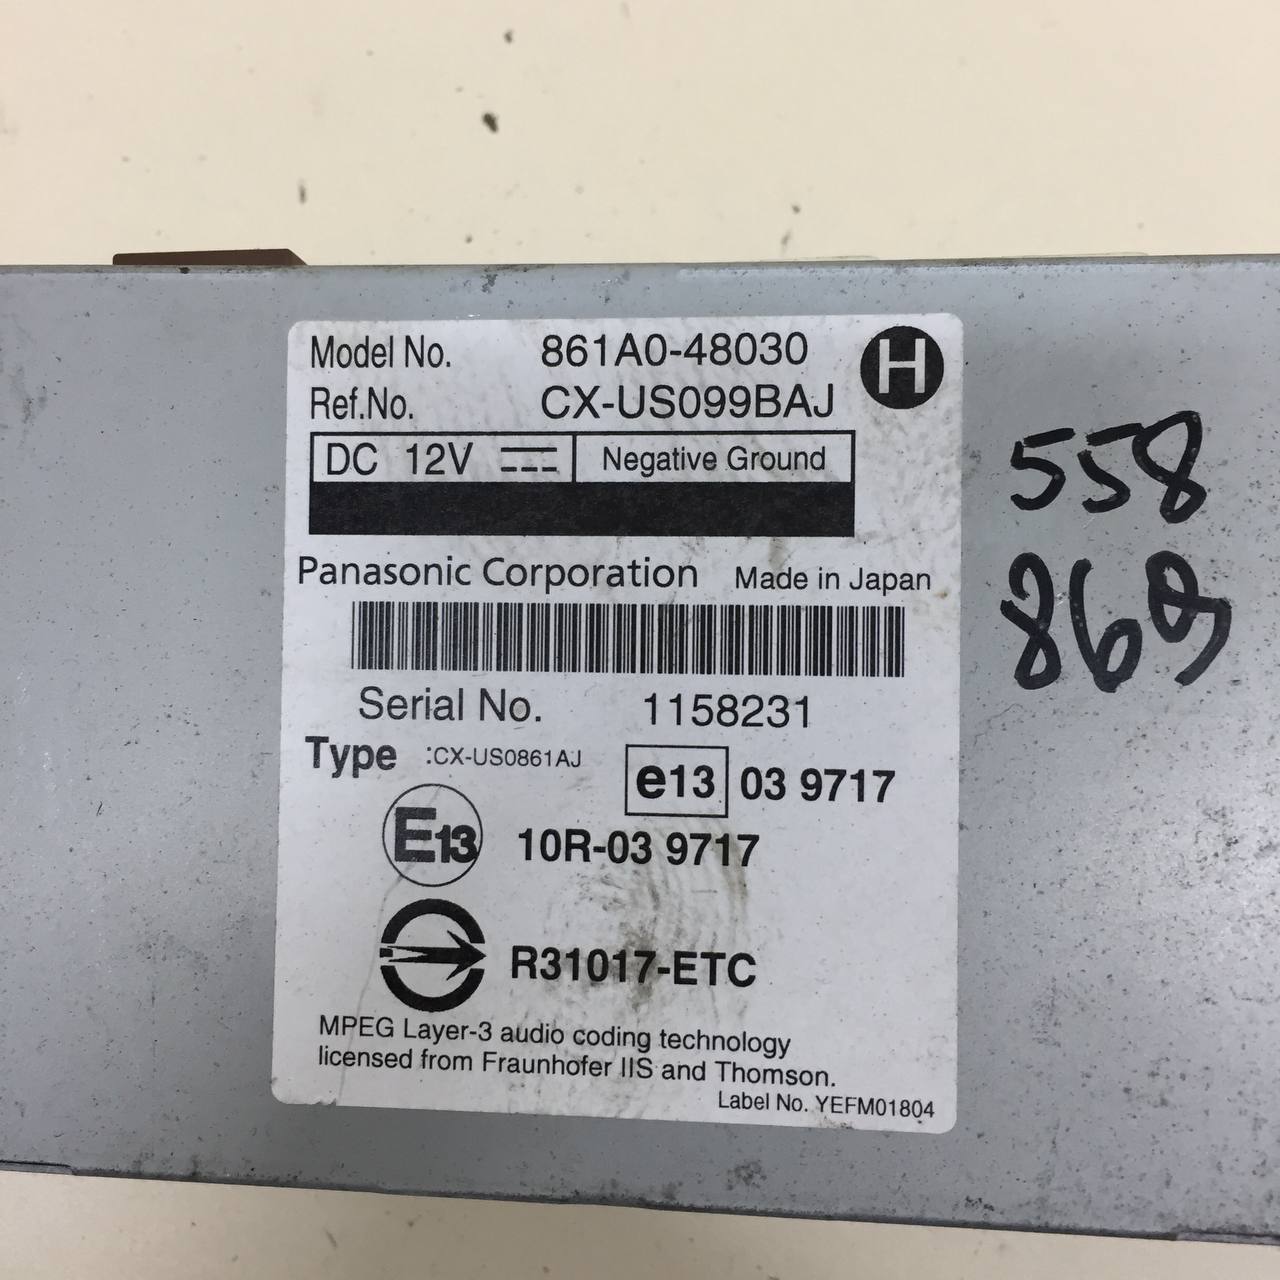 Model No. 861A0-48030 H
Ref.No. CX-US099BAJ
DC 12V Negative Ground
Panasonic Corporation Made in Japan
Serial No. 1158231
Type :CX-US0861AJ e13 03 9717
E13 10R-03 9717
R31017-ETC
MPEG Layer-3 audio coding technology
licensed from Fraunhofer IIS and Thomson.
Label No. YEFM01804
558
869